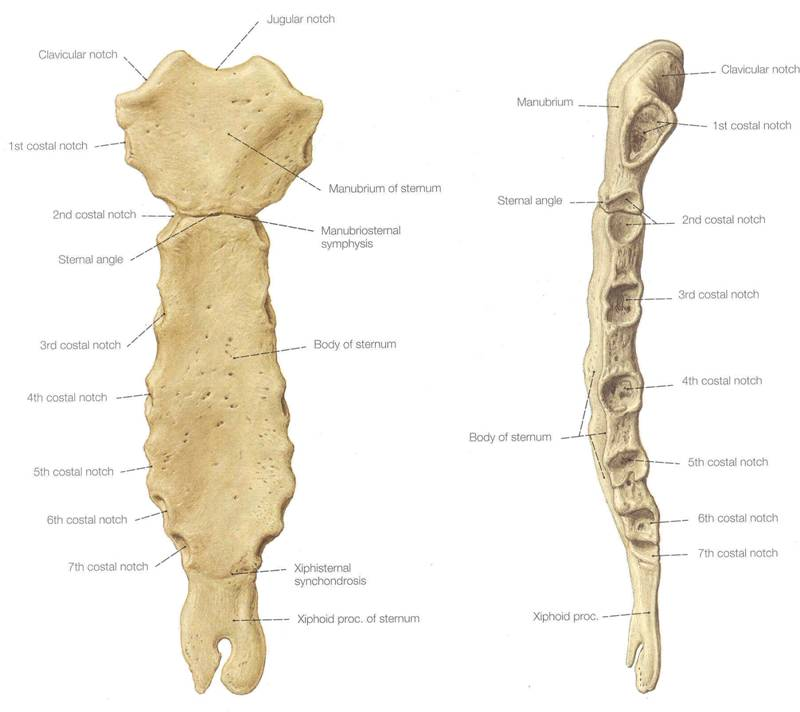 Jugular notch
Clavicular notch
1st costal notch
Manubrium of sternum
2nd costal notch
Manubriosternal
symphysis
Sternal angle
3rd costal notch
Body of sternum
4th costal notch
5th costal notch
6th costal notch
7th costal notch
Xiphisternal
synchondrosis
Xiphoid proc. of sternum
Clavicular notch
Manubrium
1st costal notch
Sternal angle
2nd costal notch
3rd costal notch
4th costal notch
Body of sternum
5th costal notch
6th costal notch
7th costal notch
Xiphoid proc.